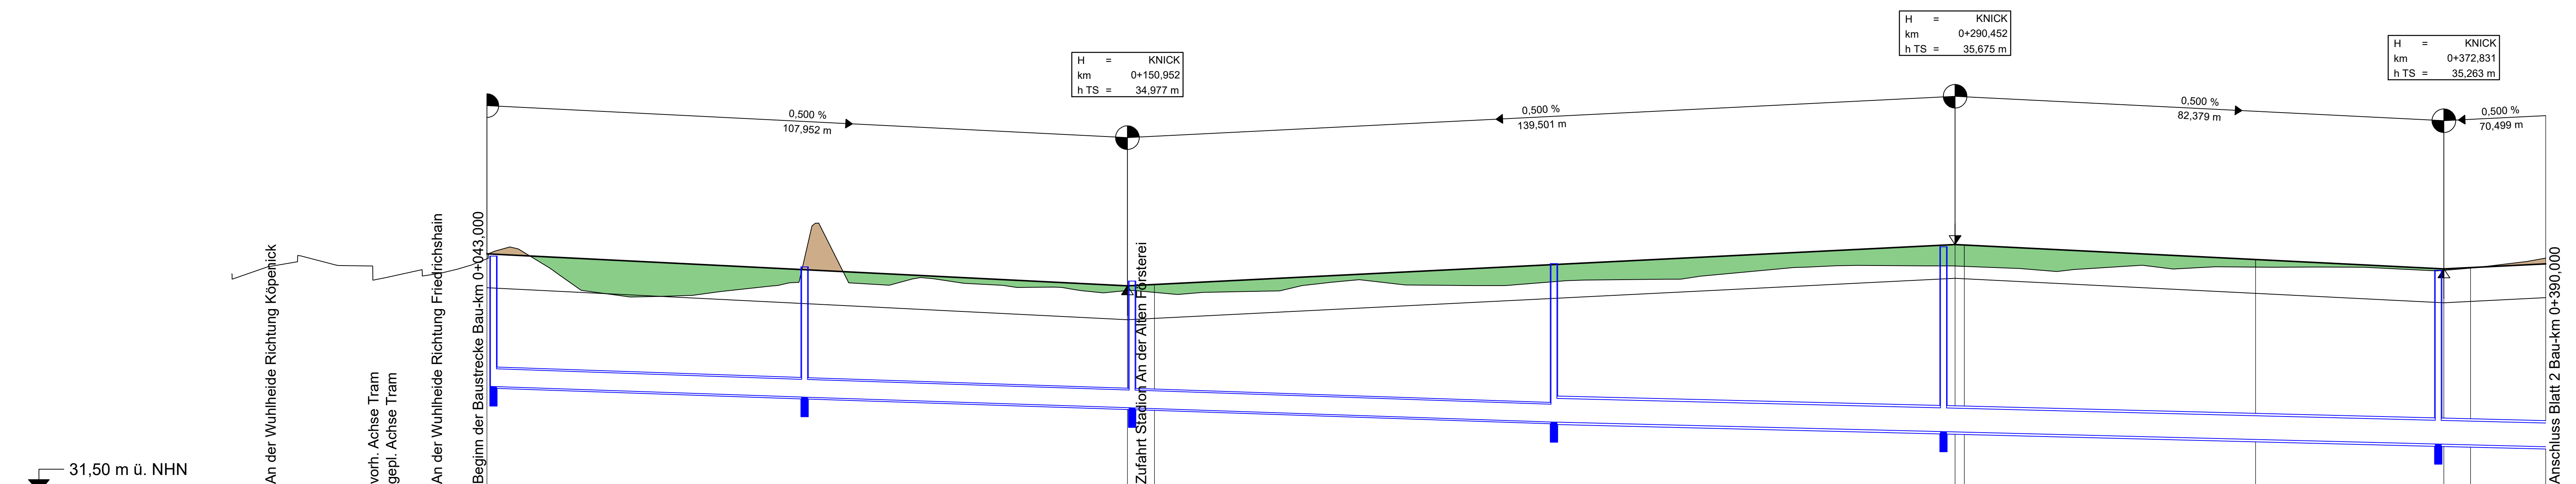 H = KNICK
km 0+290,452
h TS = 35,675 m
H = KNICK
km 0+372,831
h TS = 35,263 m
H = KNICK
km 0+150,952
h TS = 34,977 m
0,500 %
107,952 m
0,500 %
139,501 m
0,500 %
82,379 m
0,500 %
70,499 m
An der Wuhlheide Richtung Köpenick
vorh. Achse Tram
gepl. Achse Tram
An der Wuhlheide Richtung Friedrichshain
Beginn der Baustrecke Bau-km 0+043,000
Zufahrt Stadion An der Alten Försterei
Anschluss Blatt 2 Bau-km 0+390,000
31,50 m ü. NHN